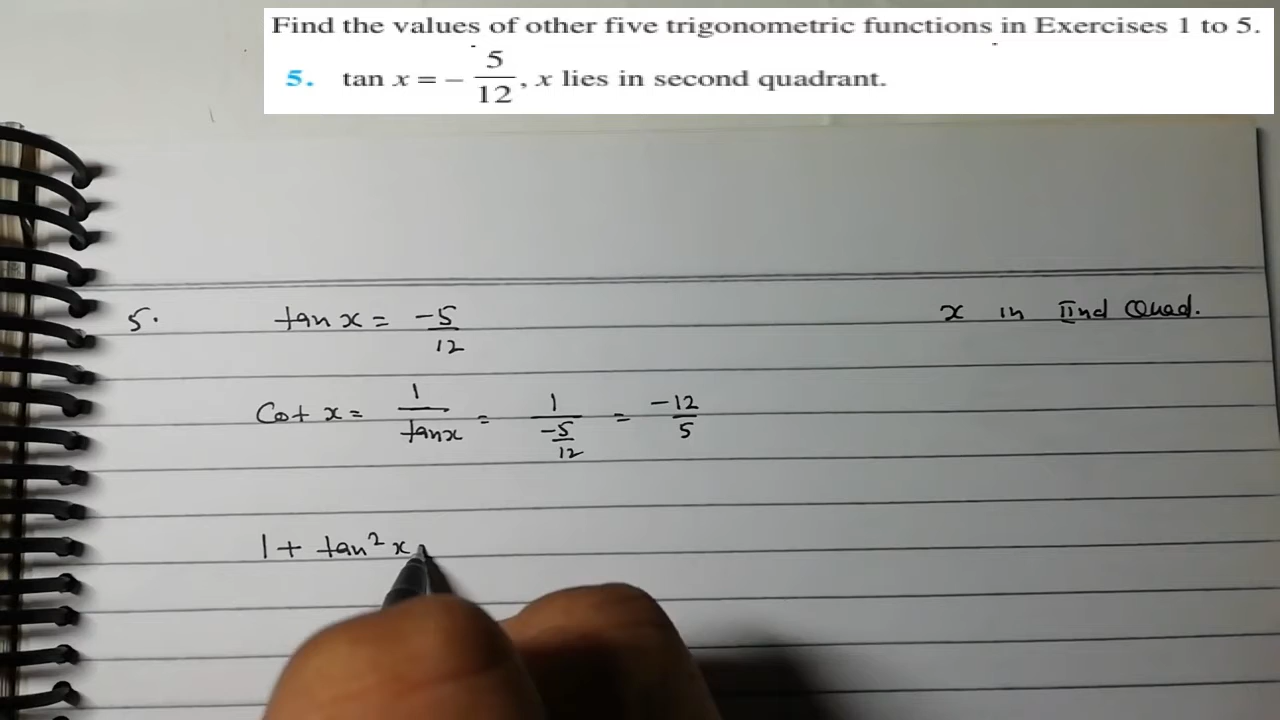 Find the values of other five trigonometric functions in Exercises 1 to 5.
5. tan x = – 5/12, x lies in second quadrant.
5. tan x = -5/12 x in IInd Quad.
Cot x = 1/tanx = 1/(-5/12) = -12/5
1 + tan² x